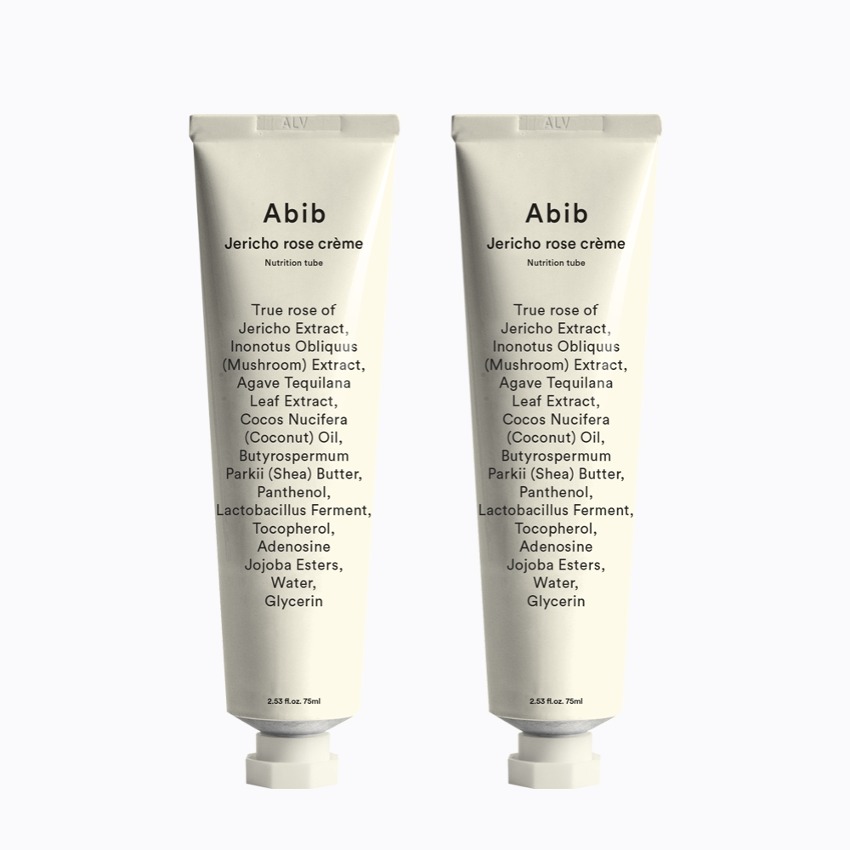 ALV
Abib
Jericho rose crème
Nutrition tube
True rose of
Jericho Extract,
Inonotus Obliquus
(Mushroom) Extract,
Agave Tequilana
Leaf Extract,
Cocos Nucifera
(Coconut) Oil,
Butyrospermum
Parkii (Shea) Butter,
Panthenol,
Lactobacillus Ferment,
Tocopherol,
Adenosine
Jojoba Esters,
Water,
Glycerin
2.53 fl.oz. 75ml
ALV
Abib
Jericho rose crème
Nutrition tube
True rose of
Jericho Extract,
Inonotus Obliquus
(Mushroom) Extract,
Agave Tequilana
Leaf Extract,
Cocos Nucifera
(Coconut) Oil,
Butyrospermum
Parkii (Shea) Butter,
Panthenol,
Lactobacillus Ferment,
Tocopherol,
Adenosine
Jojoba Esters,
Water,
Glycerin
2.53 fl.oz. 75ml